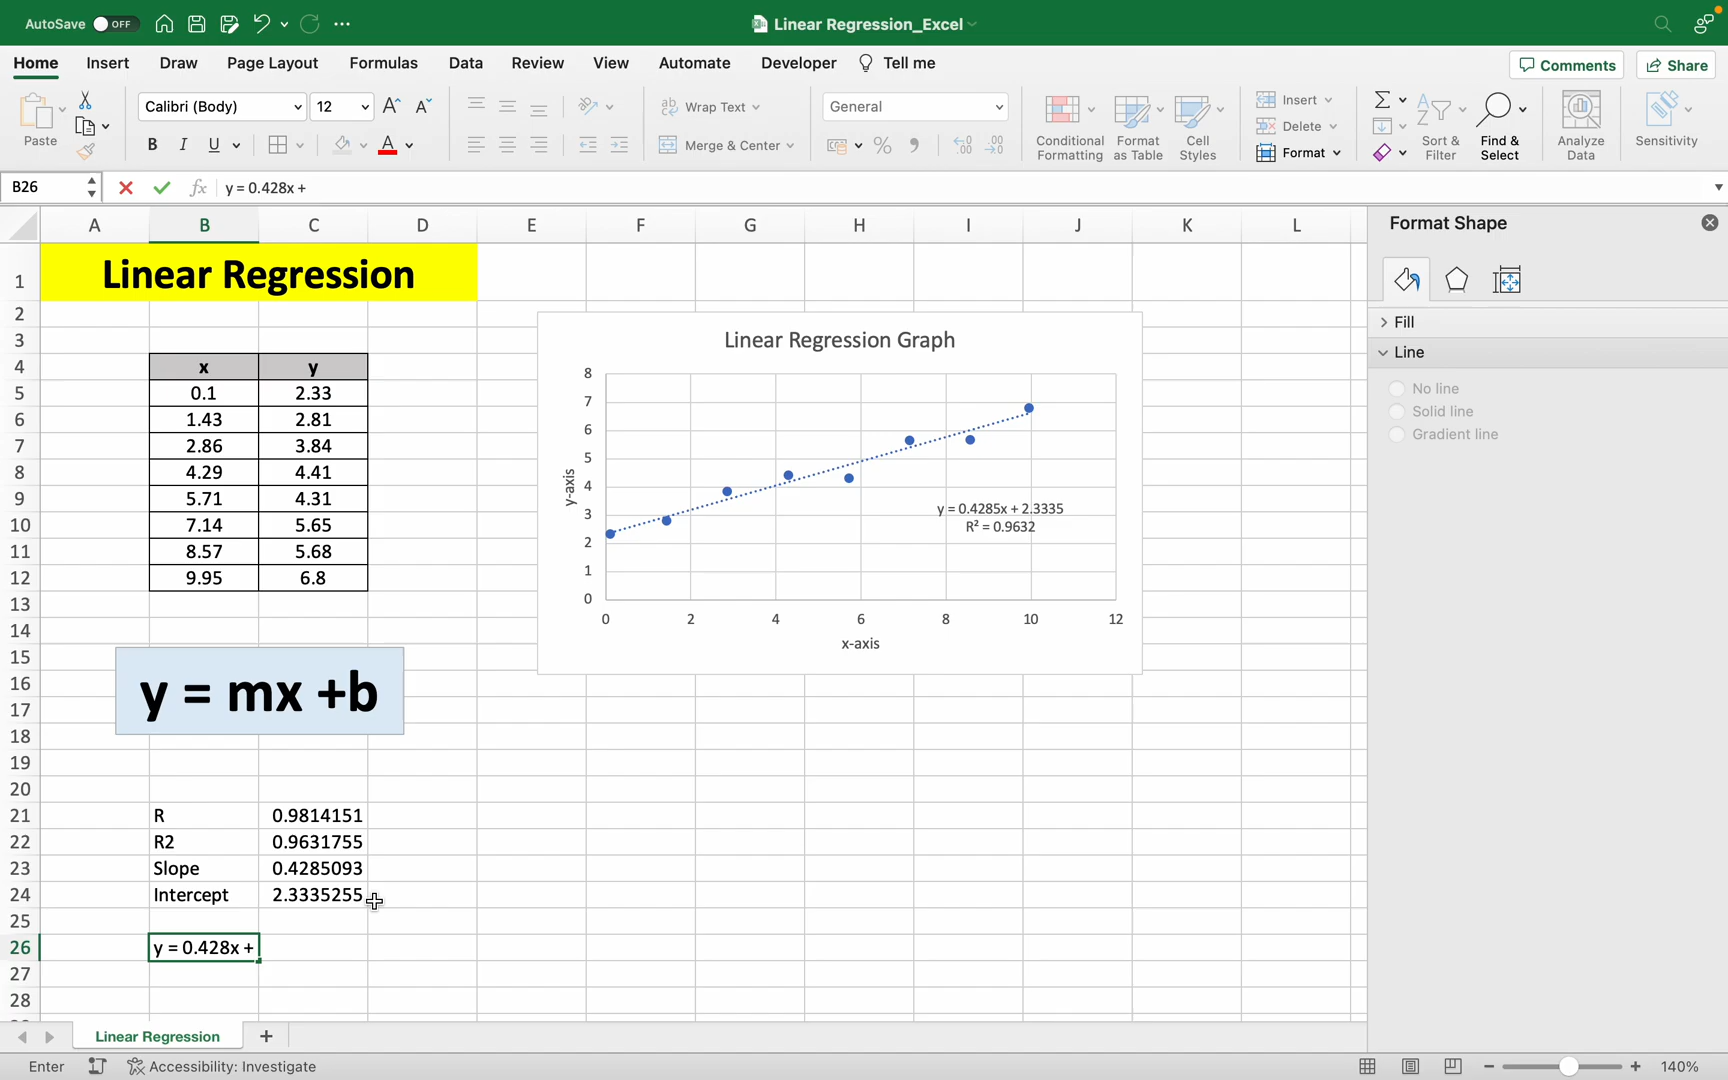 AutoSave OFF
Linear Regression_Excel
Home Insert Draw Page Layout Formulas Data Review View Automate Developer Tell me
Comments Share
Paste
Calibri (Body) 12
B I U
Wrap Text
Merge & Center
General
Conditional Formatting
Format as Table
Cell Styles
Insert
Delete
Format
Sort & Filter
Find & Select
Analyze Data
Sensitivity
B26 fx y = 0.428x +
A B C D E F G H I J K L
1 Linear Regression
2
3
4 x y
5 0.1 2.33
6 1.43 2.81
7 2.86 3.84
8 4.29 4.41
9 5.71 4.31
10 7.14 5.65
11 8.57 5.68
12 9.95 6.8
13
14
15
16 y = mx +b
17
18
19
20
21 R 0.9814151
22 R2 0.9631755
23 Slope 0.4285093
24 Intercept 2.3335255
25
26 y = 0.428x +
27
28
Linear Regression Graph
8
7
6
5
4
3
2
1
0
y-axis
y = 0.4285x + 2.3335
R² = 0.9632
0 2 4 6 8 10 12
x-axis
Format Shape
Fill
Line
No line
Solid line
Gradient line
Linear Regression +
Enter Accessibility: Investigate 140%